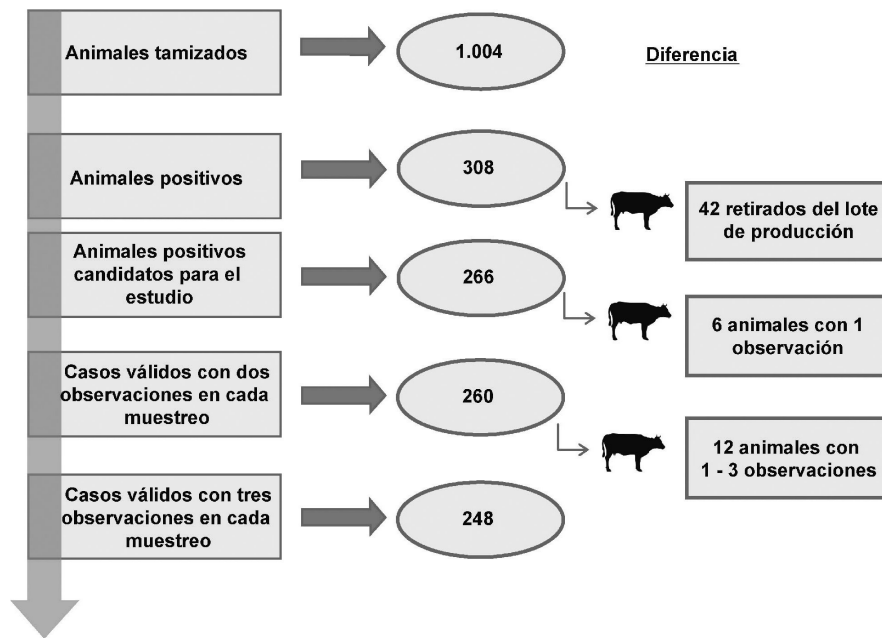 Animales tamizados
1.004
Diferencia
Animales positivos
308
42 retirados del lote
de producción
Animales positivos
candidatos para el
estudio
266
6 animales con 1
observación
Casos válidos con dos
observaciones en cada
muestreo
260
12 animales con
1 - 3 observaciones
Casos válidos con tres
observaciones en cada
muestreo
248